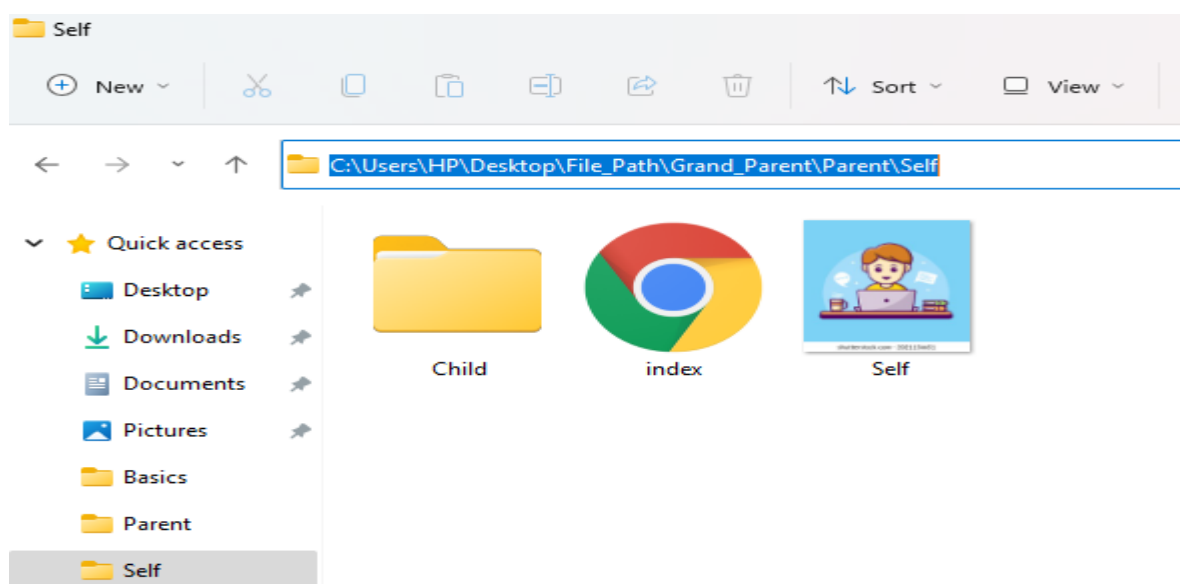 Self
New Sort View
C:\Users\HP\Desktop\File_Path\Grand_Parent\Parent\Self
Quick access
Desktop
Downloads
Documents
Pictures
Basics
Parent
Self
Child index Self